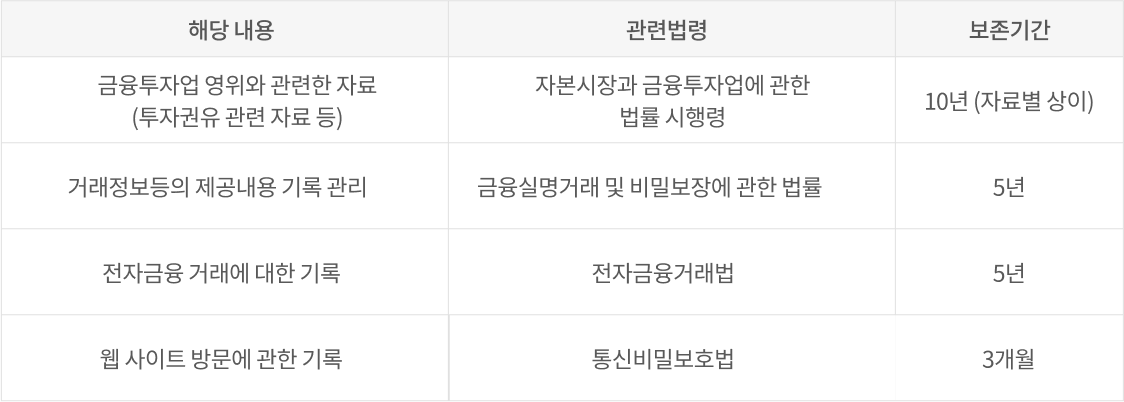 해당 내용 관련법령 보존기간
금융투자업 영위와 관련한 자료
(투자권유 관련 자료 등)
자본시장과 금융투자업에 관한
법률 시행령
10년 (자료별 상이)
거래정보등의 제공내용 기록 관리 금융실명거래 및 비밀보장에 관한 법률 5년
전자금융 거래에 대한 기록 전자금융거래법 5년
웹 사이트 방문에 관한 기록 통신비밀보호법 3개월